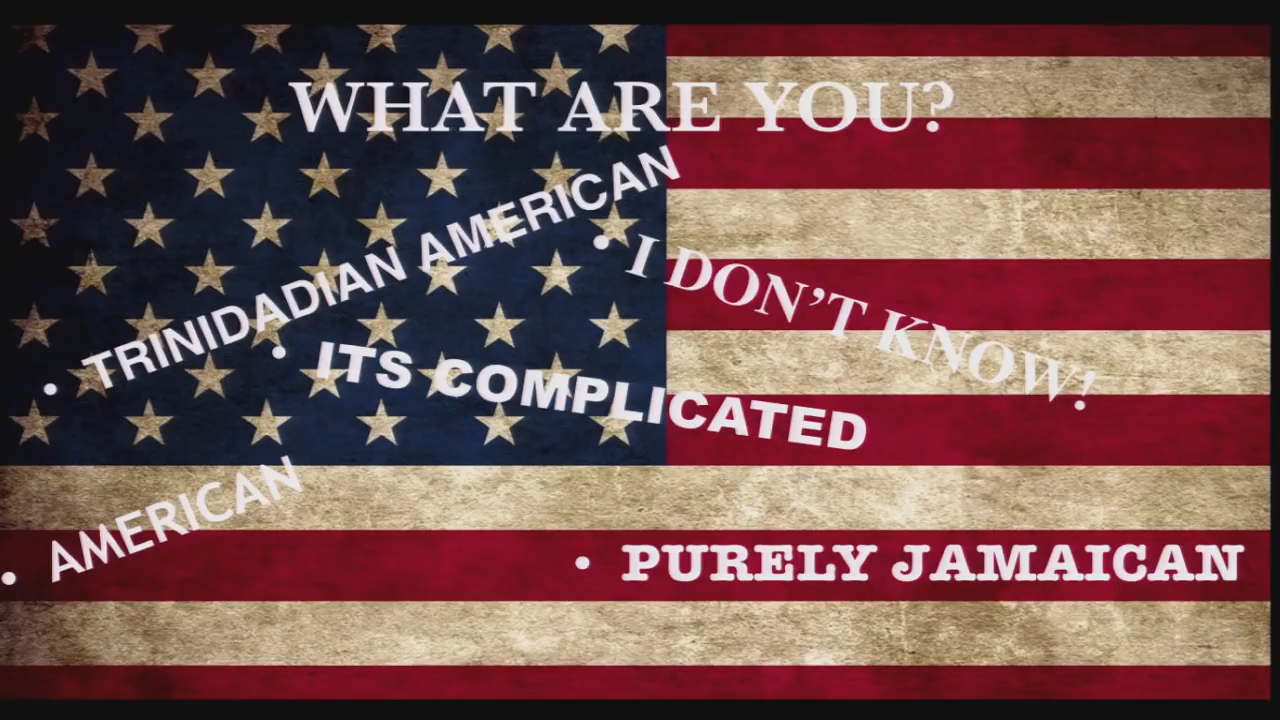 WHAT ARE YOU?
• TRINIDADIAN AMERICAN
• I DON'T KNOW!
• ITS COMPLICATED
• AMERICAN
• PURELY JAMAICAN